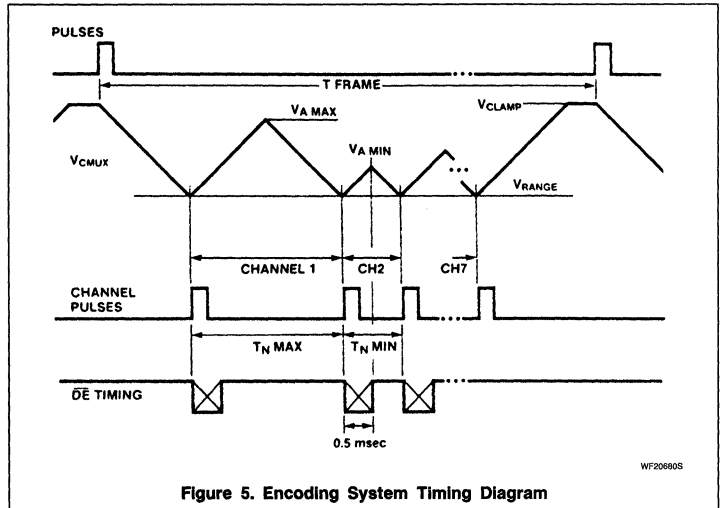 PULSES
T FRAME
VA MAX
VCLAMP
VCMUX
VA MIN
VRANGE
CHANNEL 1
CH2
CH7
CHANNEL
PULSES
TN MAX
TN MIN
DE TIMING
0.5 msec
WF20680S
Figure 5. Encoding System Timing Diagram